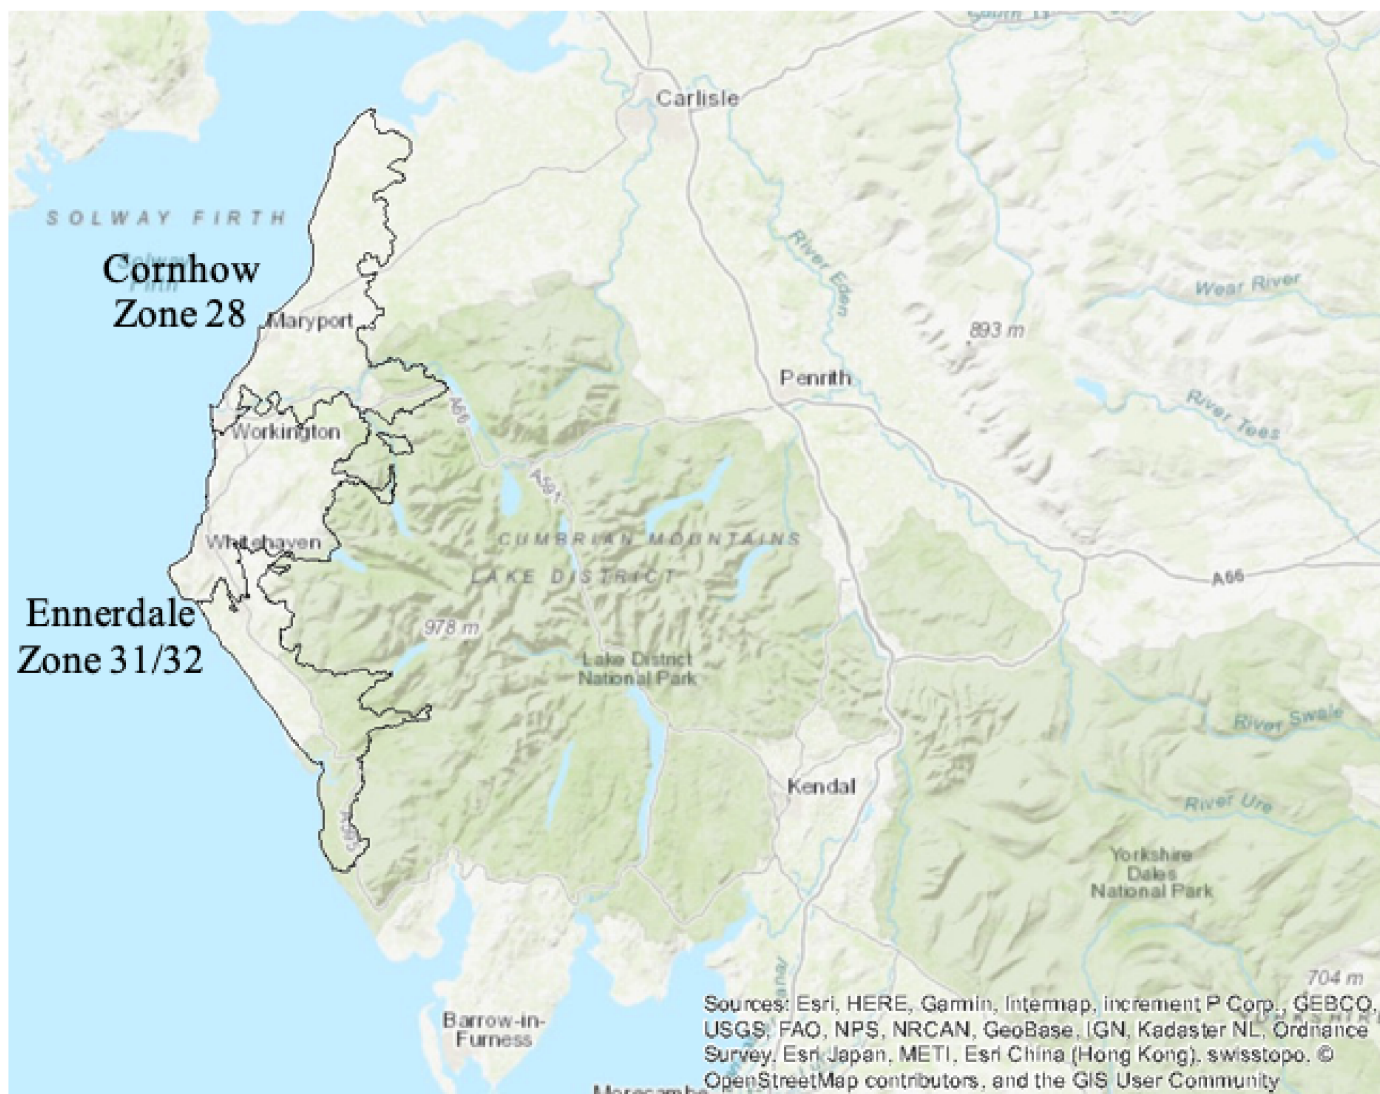 Carlisle
SOLWAY FIRTH
Solway
Firth
Cornhow
Zone 28
Maryport
River Eden
Wear River
893 m
Penrith
River Tees
A66
Workington
A591
Whitehaven
CUMBRIAN MOUNTAINS
LAKE DISTRICT
A66
Ennerdale
Zone 31/32
978 m
Lake District
National Park
River Swale
Kendal
River Ure
A595
Yorkshire
Dales
National Park
704 m
Barrow-in-
Furness
Sources: Esri, HERE, Garmin, Intermap, increment P Corp., GEBCO,
USGS, FAO, NPS, NRCAN, GeoBase, IGN, Kadaster NL, Ordnance
Survey, Esri Japan, METI, Esri China (Hong Kong), swisstopo, ©
OpenStreetMap contributors, and the GIS User Community
Morecambe